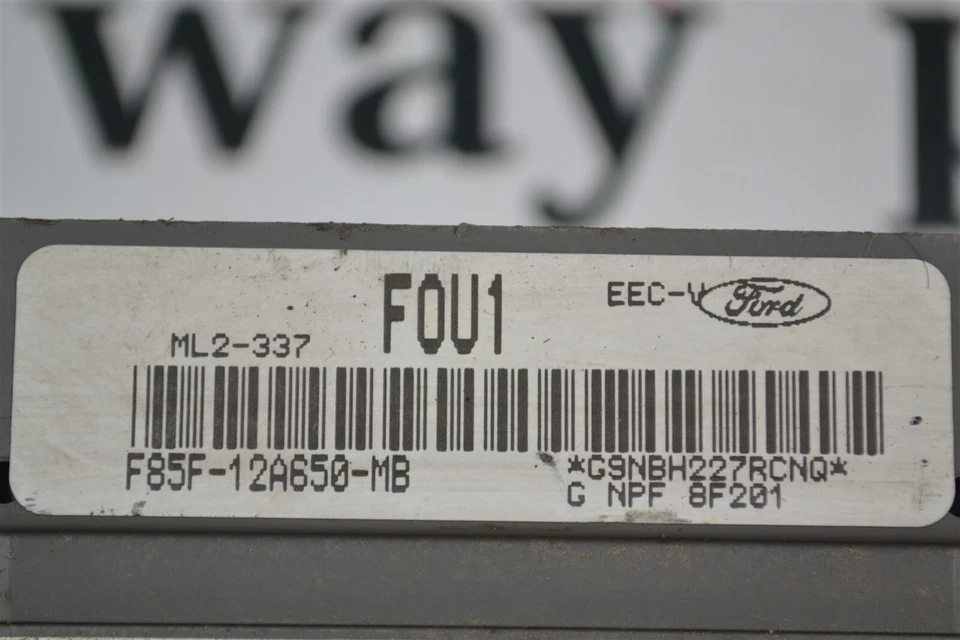 way
FOU1
EEC-V Ford
ML2-337
F85F-12A650-MB
*G9NBH227RCNQ*
G NPF 8F201